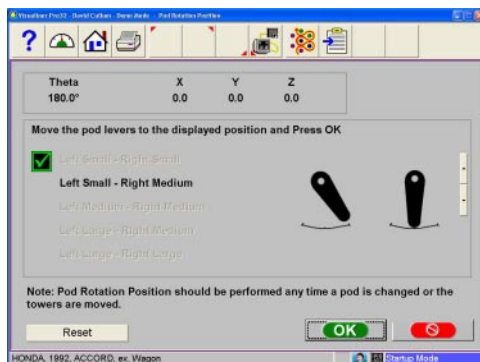 Visualiner Pro32 - David Culham - Demo Mode Pod Rotation Position
Theta X Y Z
180.0° 0.0 0.0 0.0
Move the pod levers to the displayed position and Press OK
Left Small - Right Small
Left Small - Right Medium
Left Medium - Right Medium
Left Large - Right Medium
Left Large - Right Large
Note: Pod Rotation Position should be performed any time a pod is changed or the
towers are moved.
Reset OK
HONDA, 1992, ACCORD, ex. Wagon Startup Mode